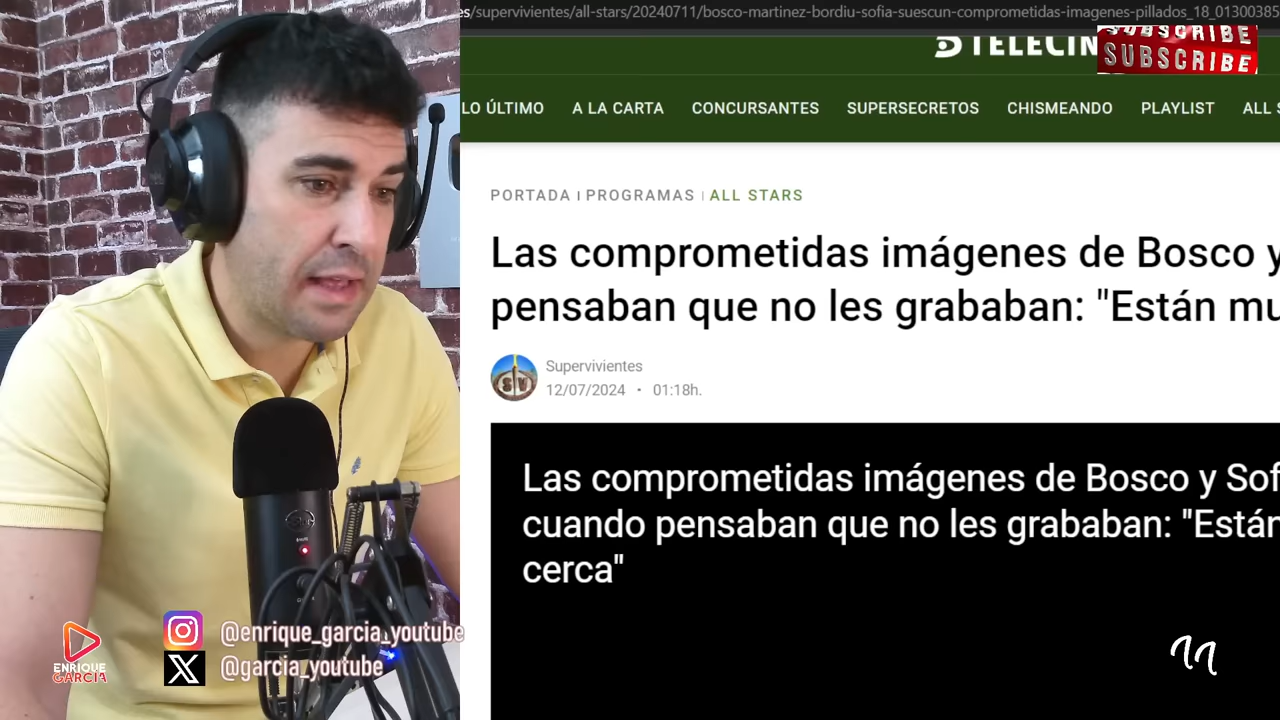 es/supervivientes/all-stars/20240711/bosco-martinez-bordiu-sofia-suescun-comprometidas-imagenes-pillados_18_01300385
TELECIN
SUBSCRIBE
SUBSCRIBE
LO ÚLTIMO A LA CARTA CONCURSANTES SUPERSECRETOS CHISMEANDO PLAYLIST ALL S
PORTADA | PROGRAMAS | ALL STARS
Las comprometidas imágenes de Bosco y
pensaban que no les grababan: "Están mu
Supervivientes
12/07/2024 · 01:18h.
SV
Las comprometidas imágenes de Bosco y Sof
cuando pensaban que no les grababan: "Están
cerca"
ENRIQUE
GARCIA
@enrique_garcia_youtube
@garcia_youtube